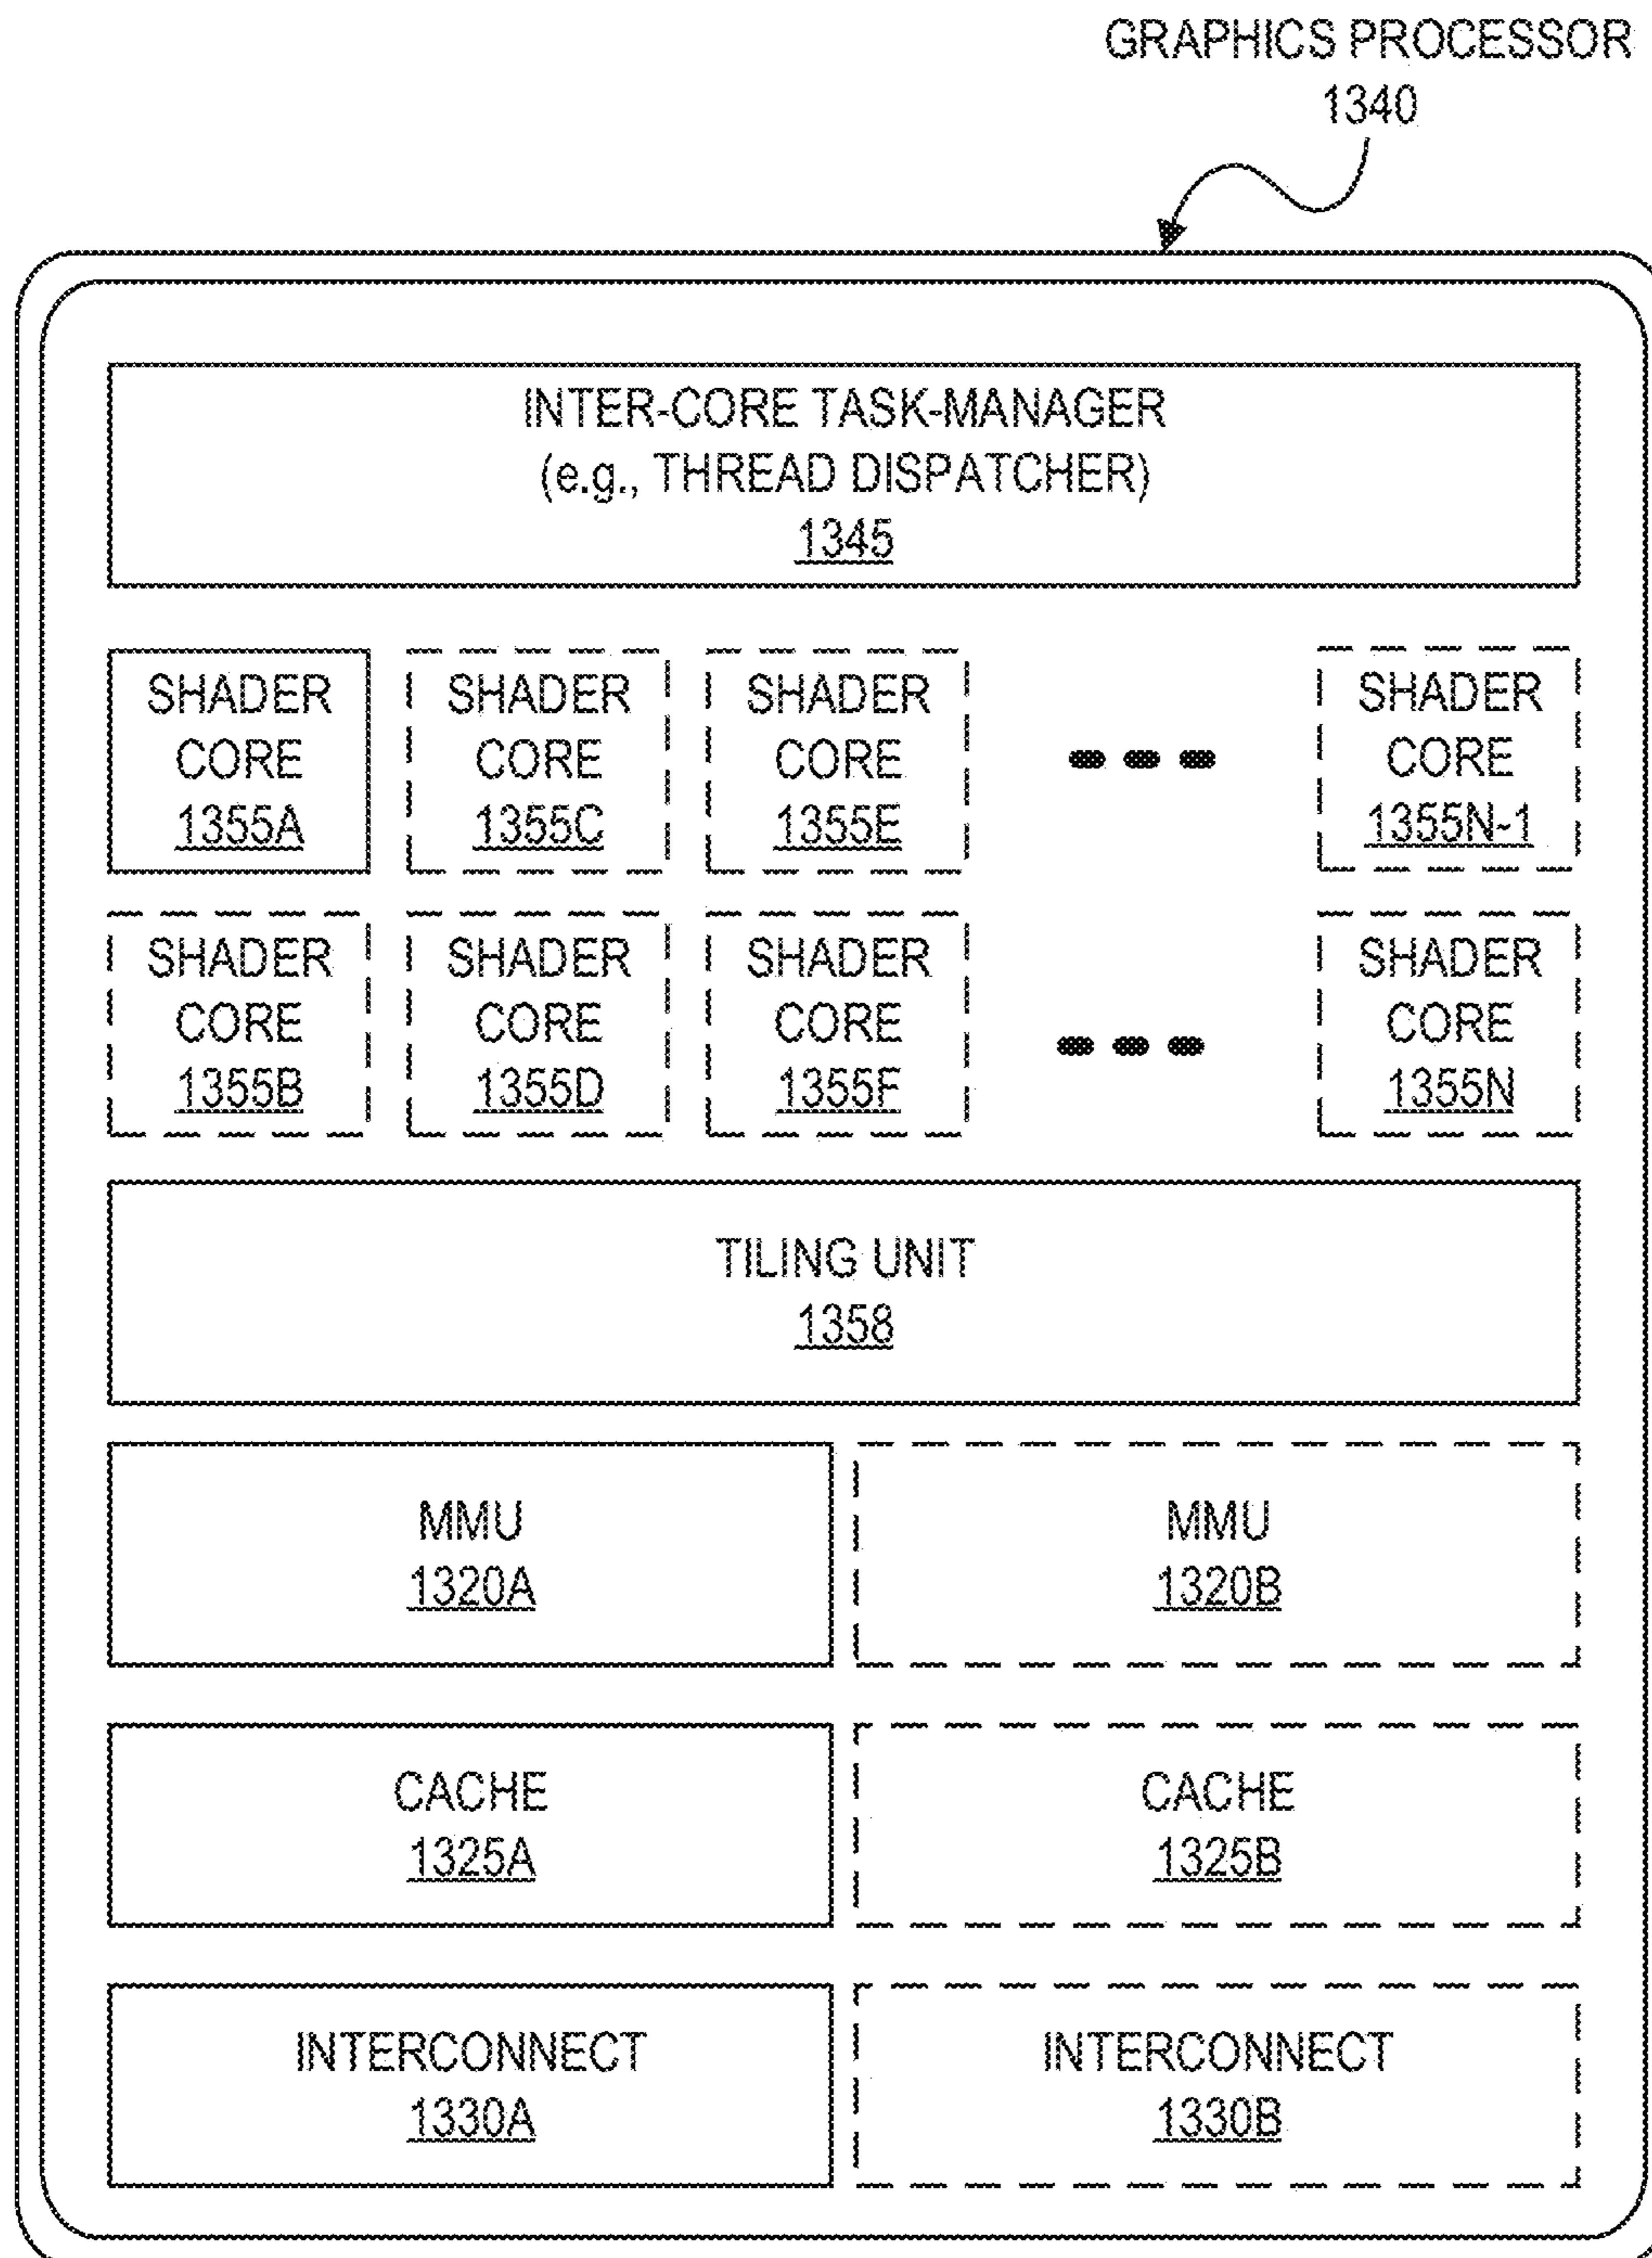 GRAPHICS PROCESSOR
1340
INTER-CORE TASK-MANAGER
(e.g., THREAD DISPATCHER)
1345
SHADER
CORE
1355A
SHADER
CORE
1355C
SHADER
CORE
1355E
SHADER
CORE
1355N-1
SHADER
CORE
1355B
SHADER
CORE
1355D
SHADER
CORE
1355F
SHADER
CORE
1355N
TILING UNIT
1358
MMU
1320A
MMU
1320B
CACHE
1325A
CACHE
1325B
INTERCONNECT
1330A
INTERCONNECT
1330B